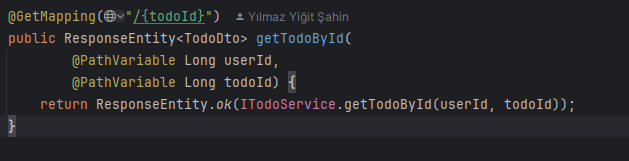 @GetMapping("/{todoId}") Yılmaz Yiğit Şahin
public ResponseEntity<TodoDto> getTodoById(
        @PathVariable Long userId,
        @PathVariable Long todoId) {
    return ResponseEntity.ok(ITodoService.getTodoById(userId, todoId));
}